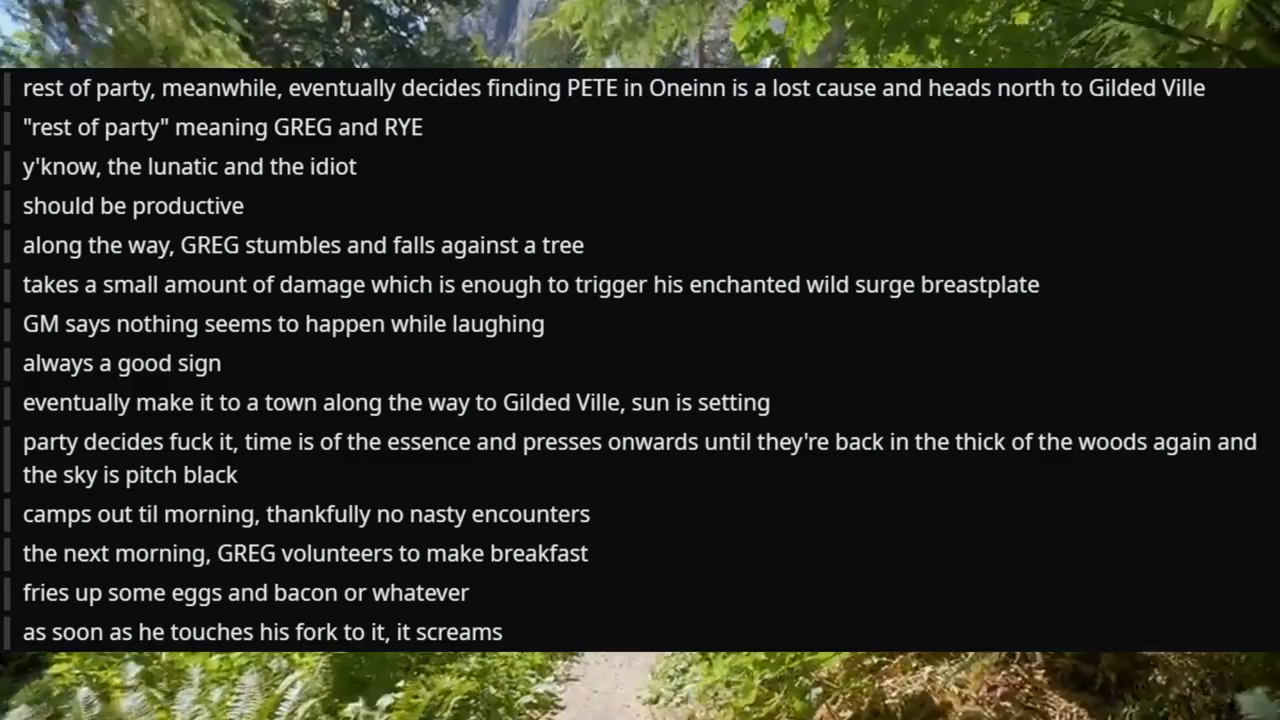 rest of party, meanwhile, eventually decides finding PETE in Oneinn is a lost cause and heads north to Gilded Ville
"rest of party" meaning GREG and RYE
y'know, the lunatic and the idiot
should be productive
along the way, GREG stumbles and falls against a tree
takes a small amount of damage which is enough to trigger his enchanted wild surge breastplate
GM says nothing seems to happen while laughing
always a good sign
eventually make it to a town along the way to Gilded Ville, sun is setting
party decides fuck it, time is of the essence and presses onwards until they're back in the thick of the woods again and
the sky is pitch black
camps out til morning, thankfully no nasty encounters
the next morning, GREG volunteers to make breakfast
fries up some eggs and bacon or whatever
as soon as he touches his fork to it, it screams